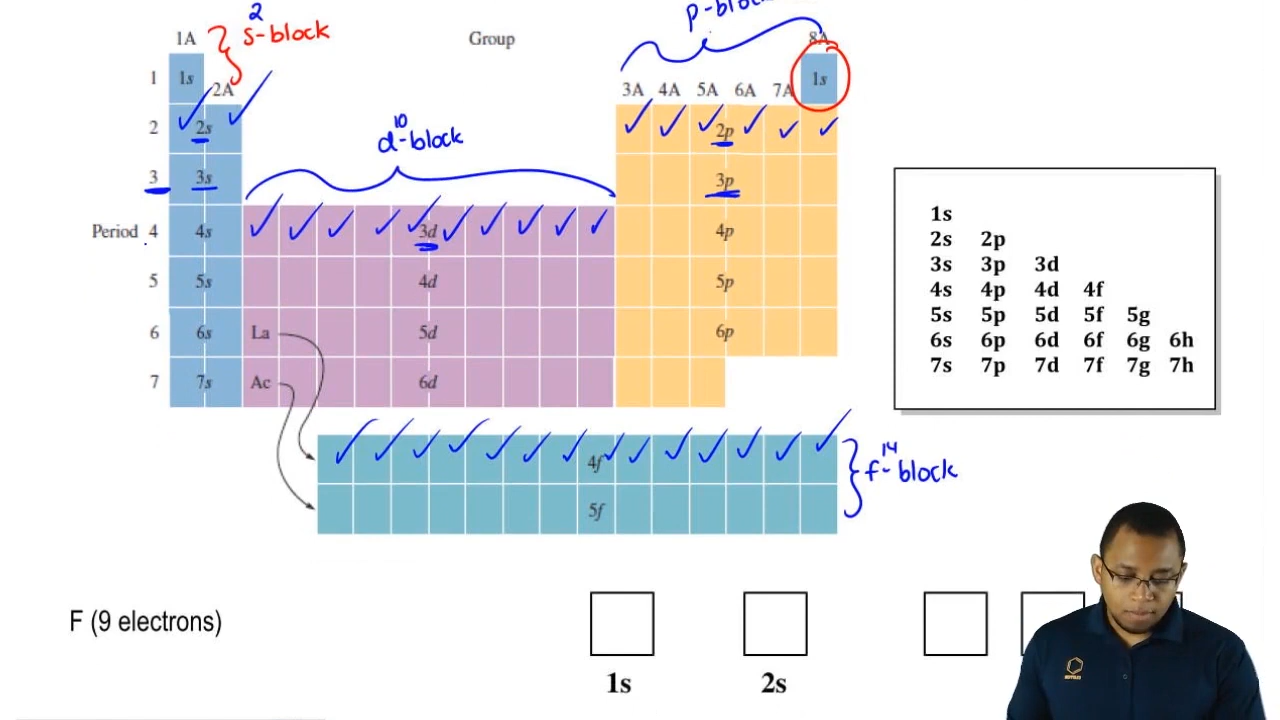 2
p-block
1A
s-block
Group
8A
1
1s
2A
3A 4A 5A 6A 7A
1s
2
2s
10
d-block
2p
3
3s
3p
Period 4
4s
3d
4p
5
5s
4d
5p
6
6s
La
5d
6p
7
7s
Ac
6d
4f
5f
14
f-block
1s
2s 2p
3s 3p 3d
4s 4p 4d 4f
5s 5p 5d 5f 5g
6s 6p 6d 6f 6g 6h
7s 7p 7d 7f 7g 7h
F (9 electrons)
1s
2s